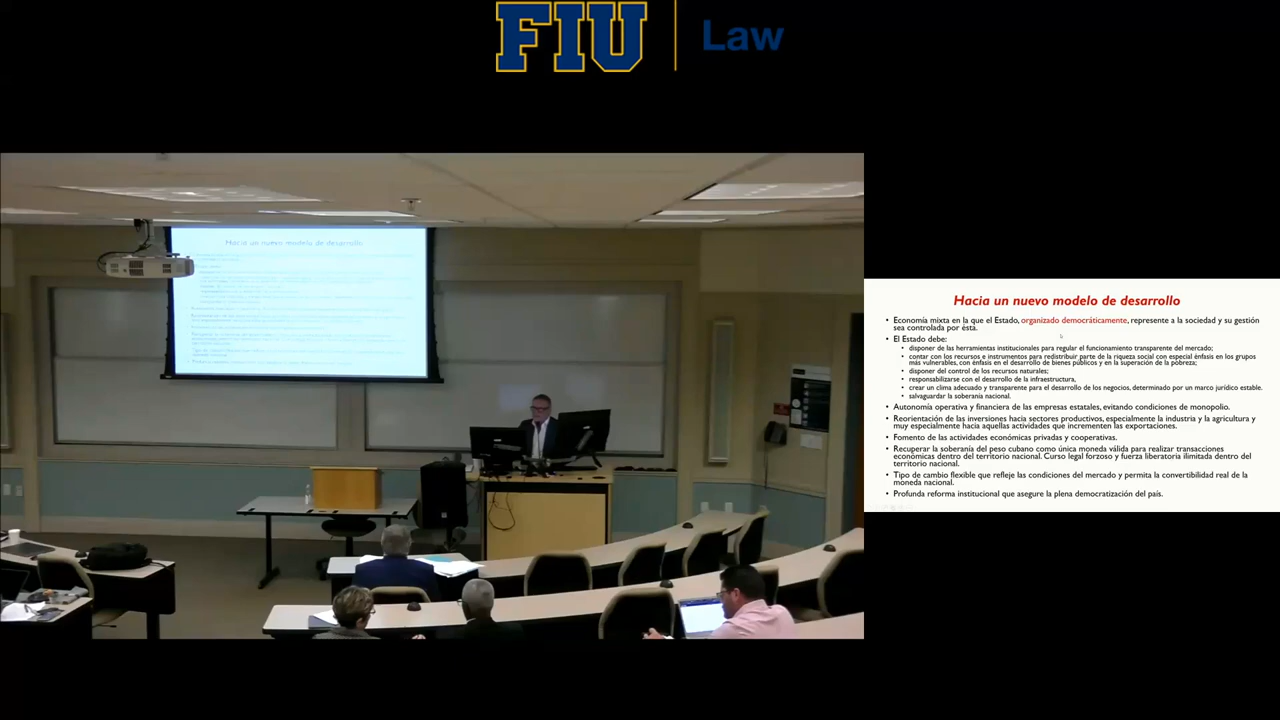 FIU Law
Hacia un nuevo modelo de desarrollo
Hacia un nuevo modelo de desarrollo
• Economía mixta en la que el Estado, organizado democráticamente, represente a la sociedad y su gestión
sea controlada por ésta.
• El Estado debe:
• disponer de las herramientas institucionales para regular el funcionamiento transparente del mercado;
• contar con los recursos e instrumentos para redistribuir parte de la riqueza social con especial énfasis en los grupos
más vulnerables, con énfasis en el desarrollo de bienes públicos y en la superación de la pobreza;
• disponer del control de los recursos naturales;
• responsabilizarse con el desarrollo de la infraestructura,
• crear un clima adecuado y transparente para el desarrollo de los negocios, determinado por un marco jurídico estable.
• salvaguardar la soberanía nacional.
• Autonomía operativa y financiera de las empresas estatales, evitando condiciones de monopolio.
• Reorientación de las inversiones hacia sectores productivos, especialmente la industria y la agricultura y
muy especialmente hacia aquellas actividades que incrementen las exportaciones.
• Fomento de las actividades económicas privadas y cooperativas.
• Recuperar la soberanía del peso cubano como única moneda válida para realizar transacciones
económicas dentro del territorio nacional. Curso legal forzoso y fuerza liberatoria ilimitada dentro del
territorio nacional.
• Tipo de cambio flexible que refleje las condiciones del mercado y permita la convertibilidad real de la
moneda nacional.
• Profunda reforma institucional que asegure la plena democratización del país.